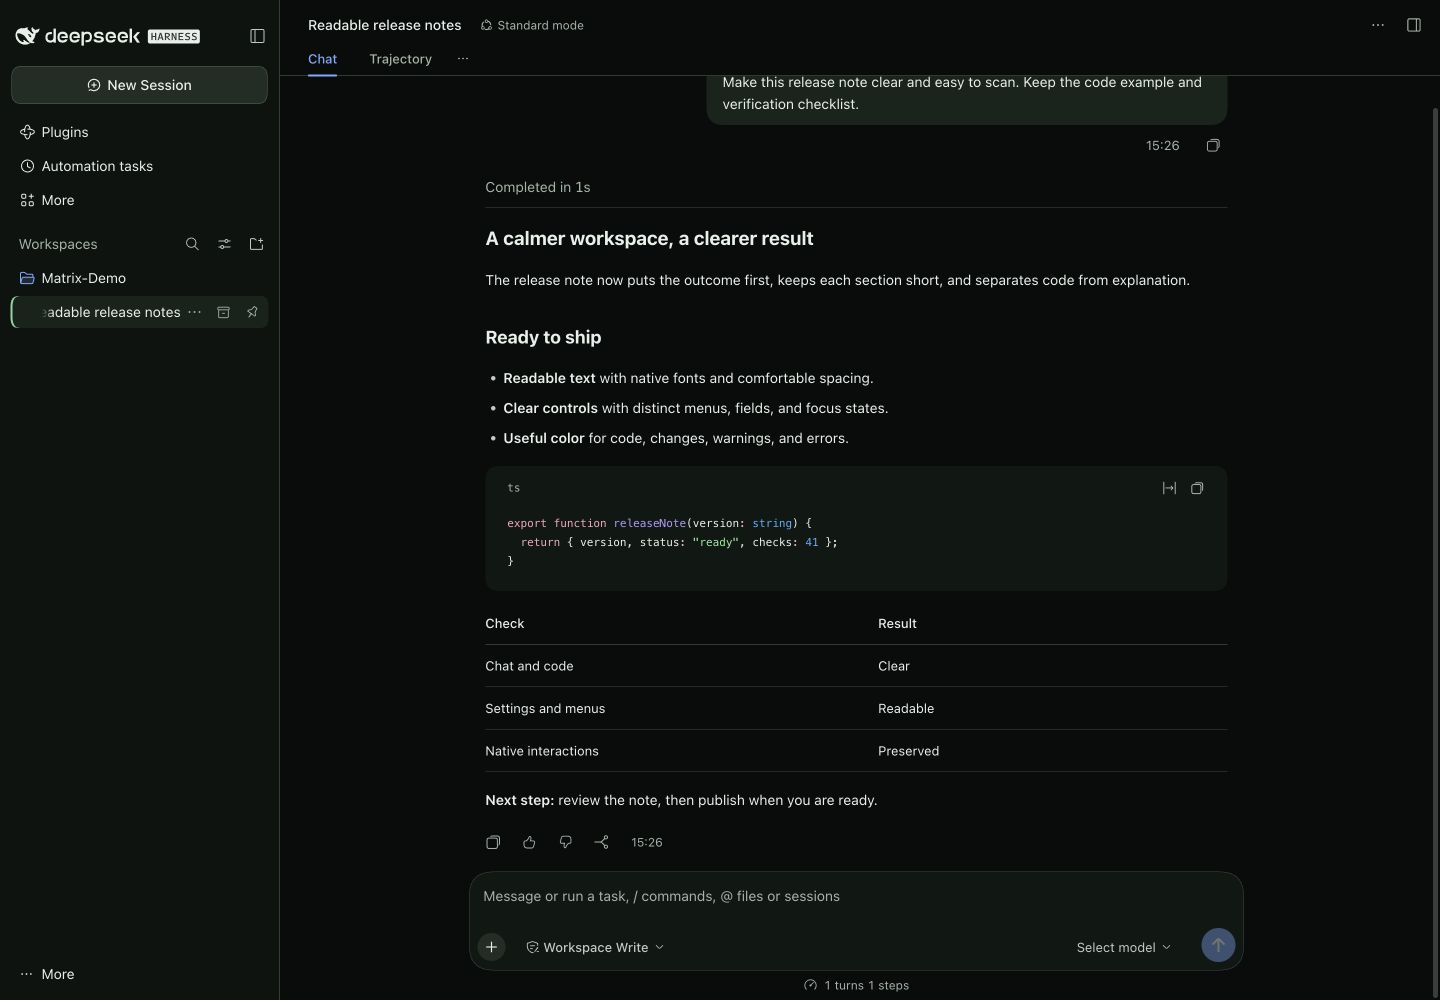 deepseek HARNESS
New Session
Plugins
Automation tasks
More
Workspaces
Matrix-Demo
eadable release notes
More
Readable release notes
Standard mode
Chat
Trajectory
Make this release note clear and easy to scan. Keep the code example and
verification checklist.
15:26
Completed in 1s
A calmer workspace, a clearer result
The release note now puts the outcome first, keeps each section short, and separates code from explanation.
Ready to ship
• Readable text with native fonts and comfortable spacing.
• Clear controls with distinct menus, fields, and focus states.
• Useful color for code, changes, warnings, and errors.
ts
export function releaseNote(version: string) {
  return { version, status: "ready", checks: 41 };
}
Check Result
Chat and code Clear
Settings and menus Readable
Native interactions Preserved
Next step: review the note, then publish when you are ready.
15:26
Message or run a task, / commands, @ files or sessions
Workspace Write
Select model
1 turns 1 steps